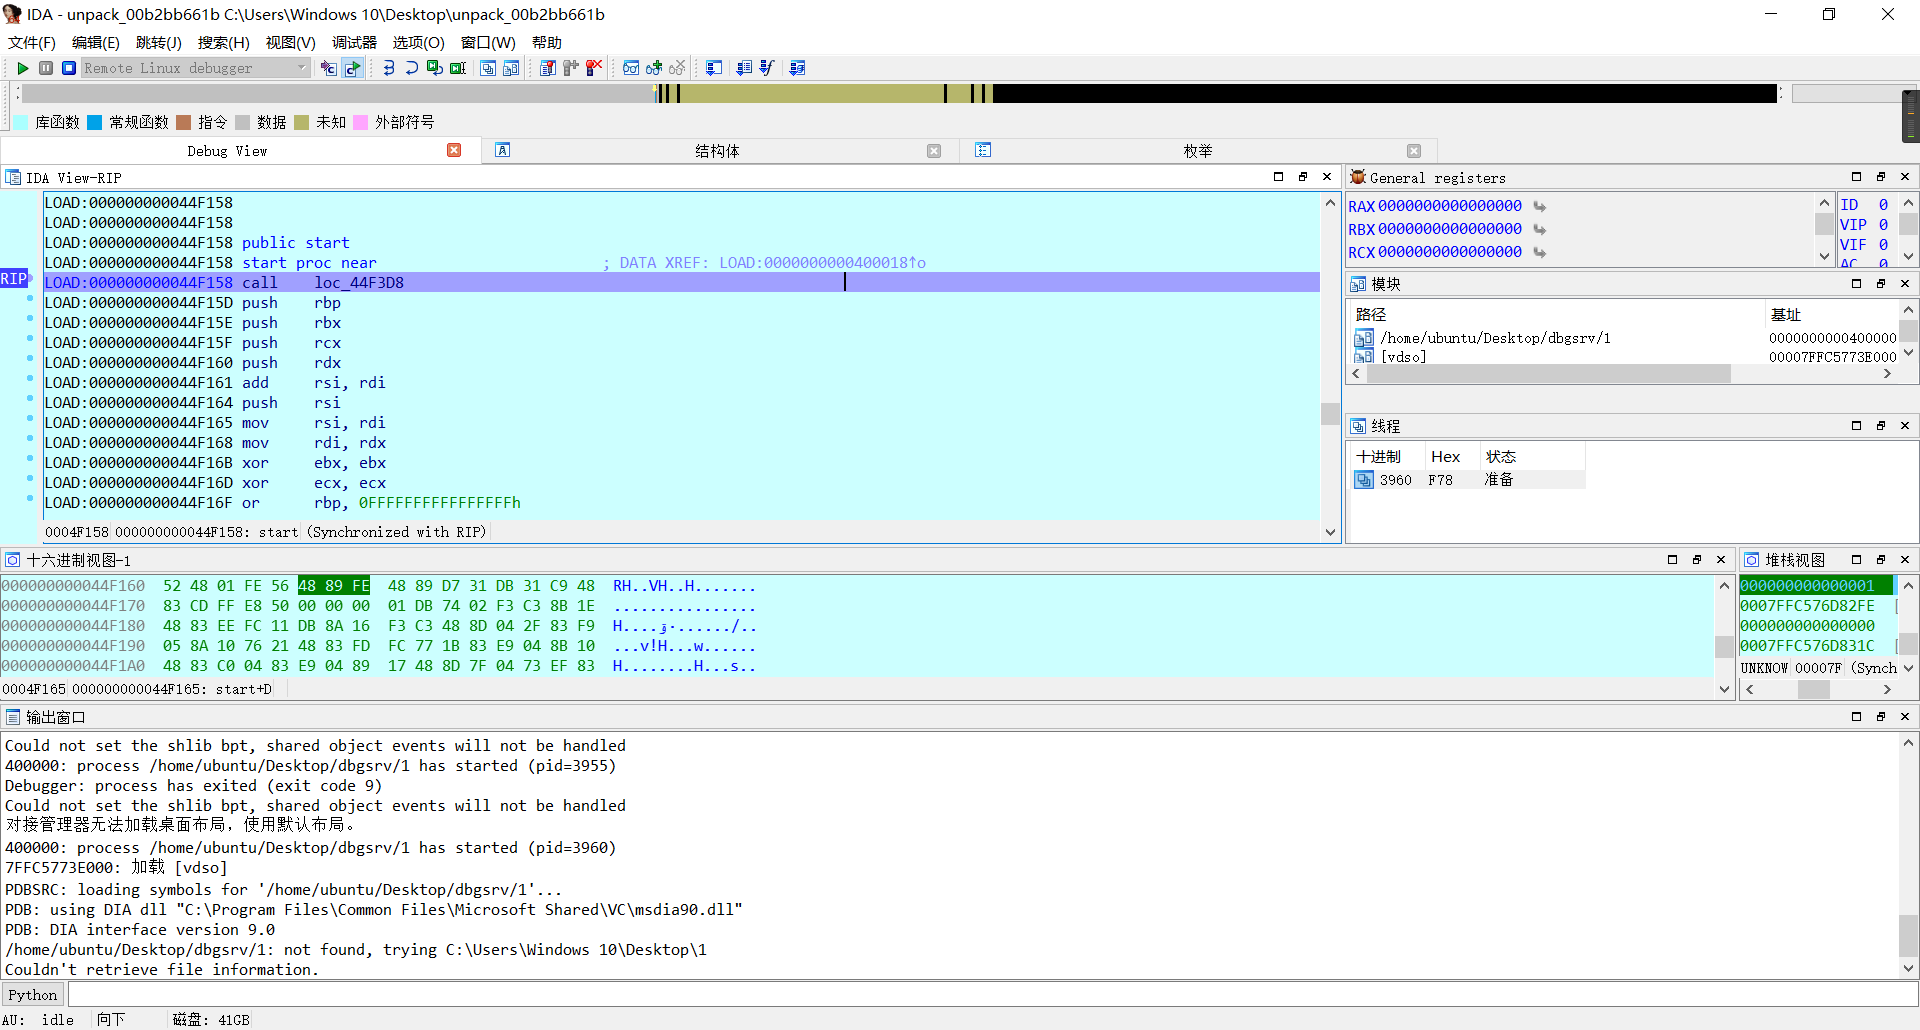 IDA - unpack_00b2bb661b C:\Users\Windows 10\Desktop\unpack_00b2bb661b
文件(F) 编辑(E) 跳转(J) 搜索(H) 视图(V) 调试器 选项(O) 窗口(W) 帮助
Remote Linux debugger
库函数 常规函数 指令 数据 未知 外部符号
Debug View 结构体 枚举
IDA View-RIP
LOAD:000000000044F158
LOAD:000000000044F158
LOAD:000000000044F158 public start
LOAD:000000000044F158 start proc near ; DATA XREF: LOAD:0000000000400018↑o
RIP LOAD:000000000044F158 call loc_44F3D8
LOAD:000000000044F15D push rbp
LOAD:000000000044F15E push rbx
LOAD:000000000044F15F push rcx
LOAD:000000000044F160 push rdx
LOAD:000000000044F161 add rsi, rdi
LOAD:000000000044F164 push rsi
LOAD:000000000044F165 mov rsi, rdi
LOAD:000000000044F168 mov rdi, rdx
LOAD:000000000044F16B xor ebx, ebx
LOAD:000000000044F16D xor ecx, ecx
LOAD:000000000044F16F or rbp, 0FFFFFFFFFFFFFFFFh
0004F158 000000000044F158: start (Synchronized with RIP)
General registers
RAX 0000000000000000
RBX 0000000000000000
RCX 0000000000000000
ID 0
VIP 0
VIF 0
AC 0
模块
路径 基址
/home/ubuntu/Desktop/dbgsrv/1 0000000000400000
[vdso] 00007FFC5773E000
线程
十进制 Hex 状态
3960 F78 准备
十六进制视图-1
000000000044F160 52 48 01 FE 56 48 89 FE 48 89 D7 31 DB 31 C9 48 RH..VH..H.......
000000000044F170 83 CD FF E8 50 00 00 00 01 DB 74 02 F3 C3 8B 1E ................
000000000044F180 48 83 EE FC 11 DB 8A 16 F3 C3 48 8D 04 2F 83 F9
000000000044F190 05 8A 10 76 21 48 83 FD FC 77 1B 83 E9 04 8B 10 ...v!H...w......
000000000044F1A0 48 83 C0 04 83 E9 04 89 17 48 8D 7F 04 73 EF 83 H........H...s..
0004F165 000000000044F165: start+D
堆栈视图
000000000000001
0007FFC576D82FE [
000000000000000
0007FFC576D831C [
UNKNOW 00007F (Synch
输出窗口
Could not set the shlib bpt, shared object events will not be handled
400000: process /home/ubuntu/Desktop/dbgsrv/1 has started (pid=3955)
Debugger: process has exited (exit code 9)
Could not set the shlib bpt, shared object events will not be handled
对接管理器无法加载桌面布局，使用默认布局。
400000: process /home/ubuntu/Desktop/dbgsrv/1 has started (pid=3960)
7FFC5773E000: 加载 [vdso]
PDBSRC: loading symbols for '/home/ubuntu/Desktop/dbgsrv/1'...
PDB: using DIA dll "C:\Program Files\Common Files\Microsoft Shared\VC\msdia90.dll"
PDB: DIA interface version 9.0
/home/ubuntu/Desktop/dbgsrv/1: not found, trying C:\Users\Windows 10\Desktop\1
Couldn't retrieve file information.
Python
AU: idle 向下 磁盘: 41GB